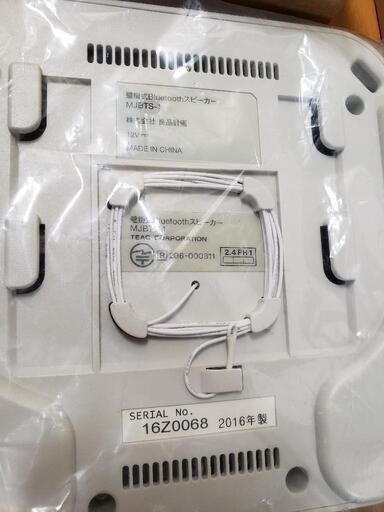 壁掛式Bluetoothスピーカー
MJBTS-1
株式会社 良品計画
12V
MADE IN CHINA
壁掛式Bluetoothスピーカー
TEAC CORPORATION
R 206-000311
2.4FH1
SERIAL No.
16Z0068 2016年製